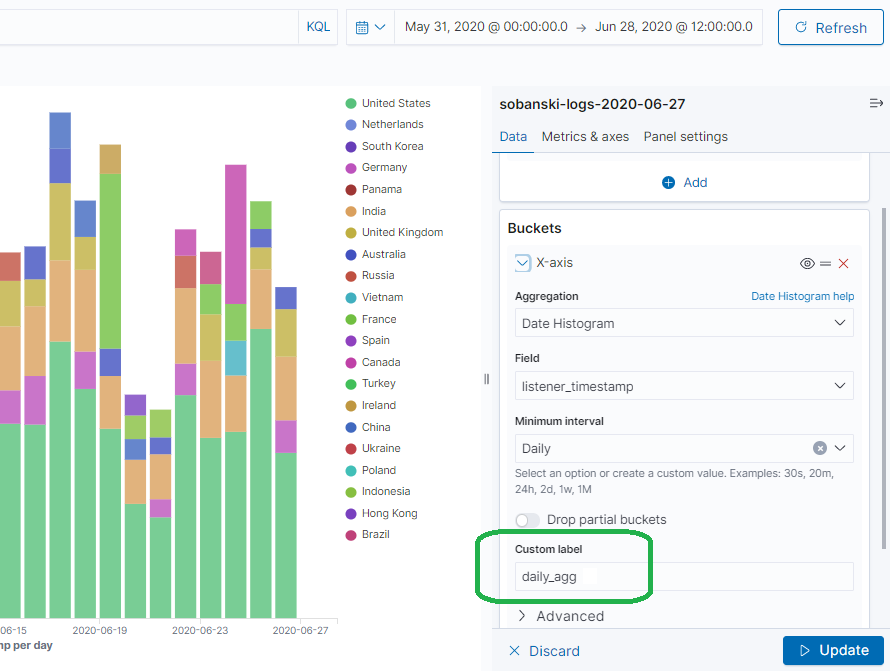 KQL
May 31, 2020 @ 00:00:00.0 → Jun 28, 2020 @ 12:00:00.0
Refresh
United States
Netherlands
South Korea
Germany
Panama
India
United Kingdom
Australia
Russia
Vietnam
France
Spain
Canada
Turkey
Ireland
China
Ukraine
Poland
Indonesia
Hong Kong
Brazil
06-15 2020-06-19 2020-06-23 2020-06-27
mp per day
sobanski-logs-2020-06-27
Data Metrics & axes Panel settings
Add
Buckets
X-axis
Aggregation Date Histogram help
Date Histogram
Field
listener_timestamp
Minimum interval
Daily
Select an option or create a custom value. Examples: 30s, 20m,
24h, 2d, 1w, 1M
Drop partial buckets
Custom label
daily_agg
Advanced
Discard Update